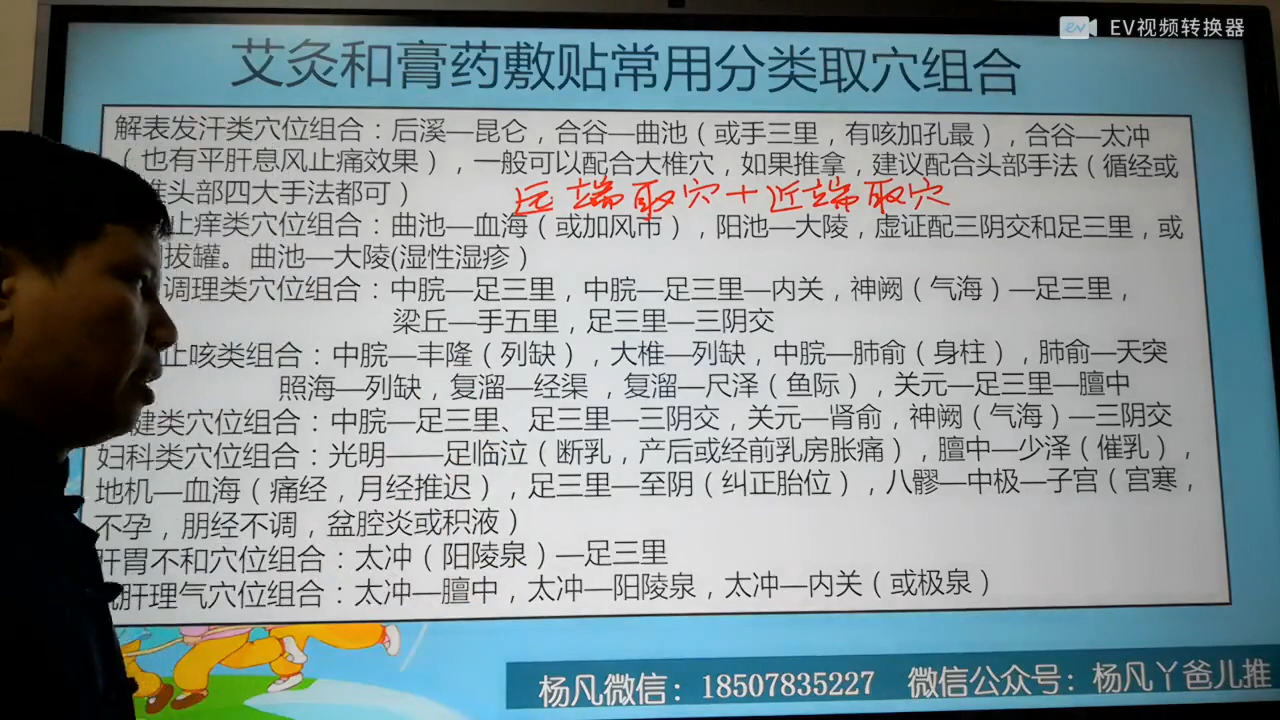 EV视频转换器
艾灸和膏药敷贴常用分类取穴组合
解表发汗类穴位组合：后溪—昆仑，合谷—曲池（或手三里，有咳加孔最），合谷—太冲
（也有平肝息风止痛效果），一般可以配合大椎穴，如果推拿，建议配合头部手法（循经或
推头部四大手法都可）
远端取穴+近端取穴
止痒类穴位组合：曲池—血海（或加风市），阳池—大陵，虚证配三阴交和足三里，或
拔罐。曲池—大陵(湿性湿疹）
调理类穴位组合：中脘—足三里，中脘—足三里—内关，神阙（气海）—足三里，
梁丘—手五里，足三里—三阴交
止咳类组合：中脘—丰隆（列缺），大椎—列缺，中脘—肺俞（身柱），肺俞—天突
照海—列缺，复溜—经渠 ，复溜—尺泽（鱼际），关元—足三里—膻中
健类穴位组合：中脘—足三里、足三里—三阴交，关元—肾俞，神阙（气海）—三阴交
妇科类穴位组合：光明——足临泣（断乳，产后或经前乳房胀痛），膻中—少泽（催乳），
地机—血海（痛经，月经推迟），足三里—至阴（纠正胎位），八髎—中极—子宫（宫寒，
不孕，朋经不调，盆腔炎或积液）
肝胃不和穴位组合：太冲（阳陵泉）—足三里
肝理气穴位组合：太冲—膻中，太冲—阳陵泉，太冲—内关（或极泉）
杨凡微信：18507835227 微信公众号：杨凡丫爸儿推